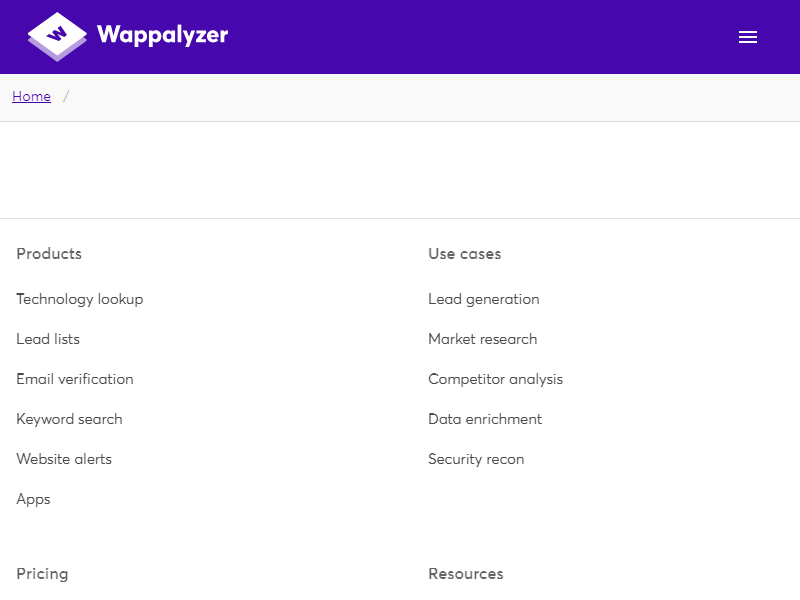 Wappalyzer
Home /
Products
Technology lookup
Lead lists
Email verification
Keyword search
Website alerts
Apps
Use cases
Lead generation
Market research
Competitor analysis
Data enrichment
Security recon
Pricing
Resources